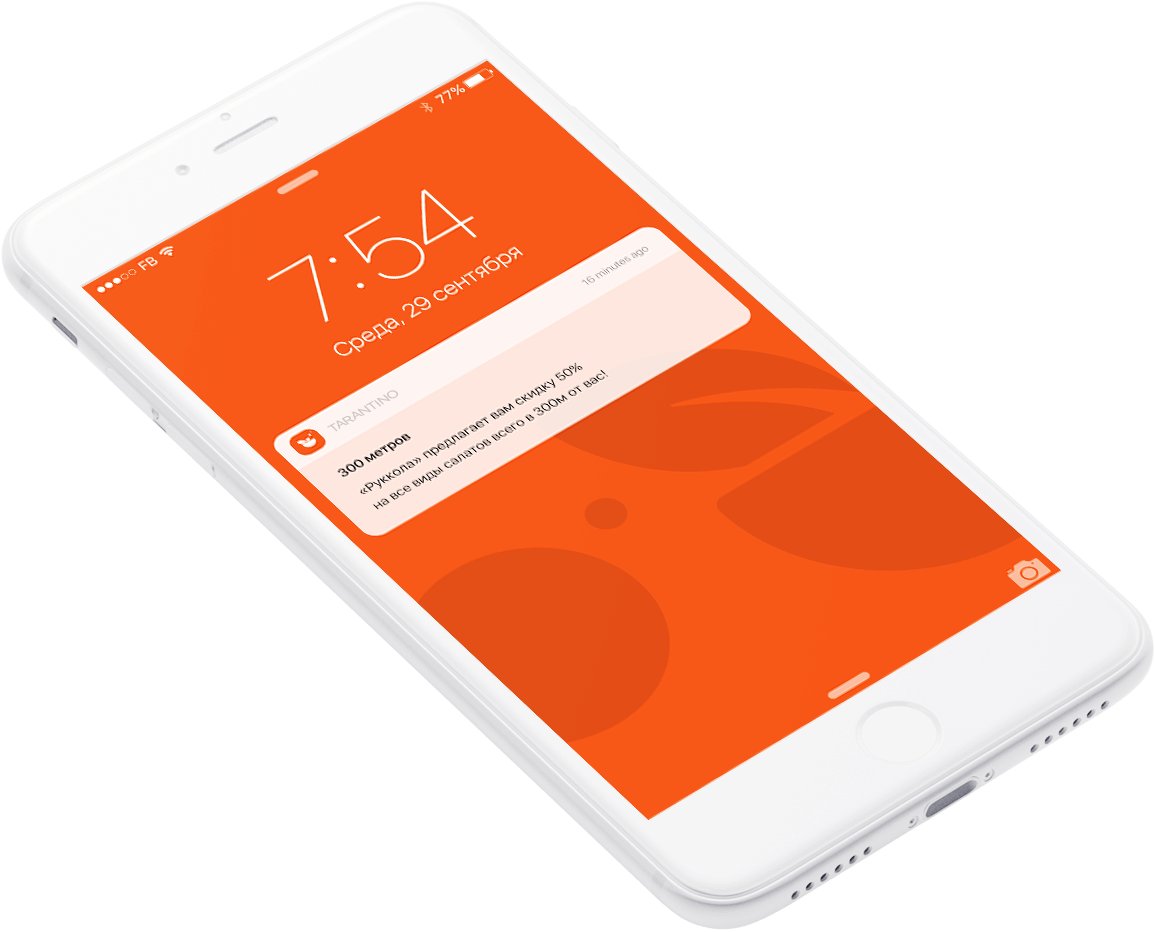 FB 77%
7:54
Среда, 29 сентября
TARANTINO 16 minutes ago
300 метров
«Руккола» предлагает вам скидку 50%
на все виды салатов всего в 300м от вас!